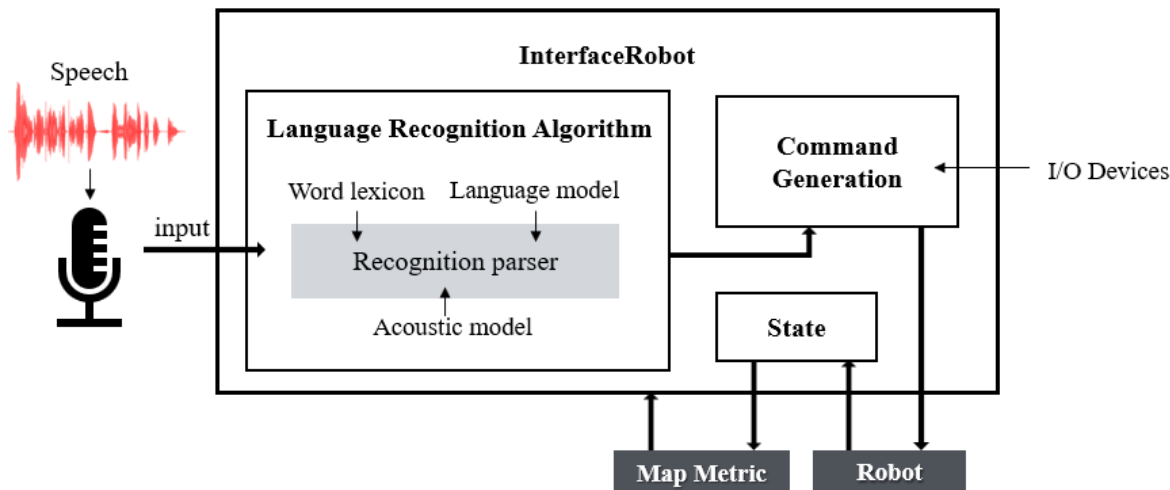 InterfaceRobot
Speech
Language Recognition Algorithm
Command
Generation
I/O Devices
Word lexicon
Language model
input
Recognition parser
Acoustic model
State
Map Metric
Robot